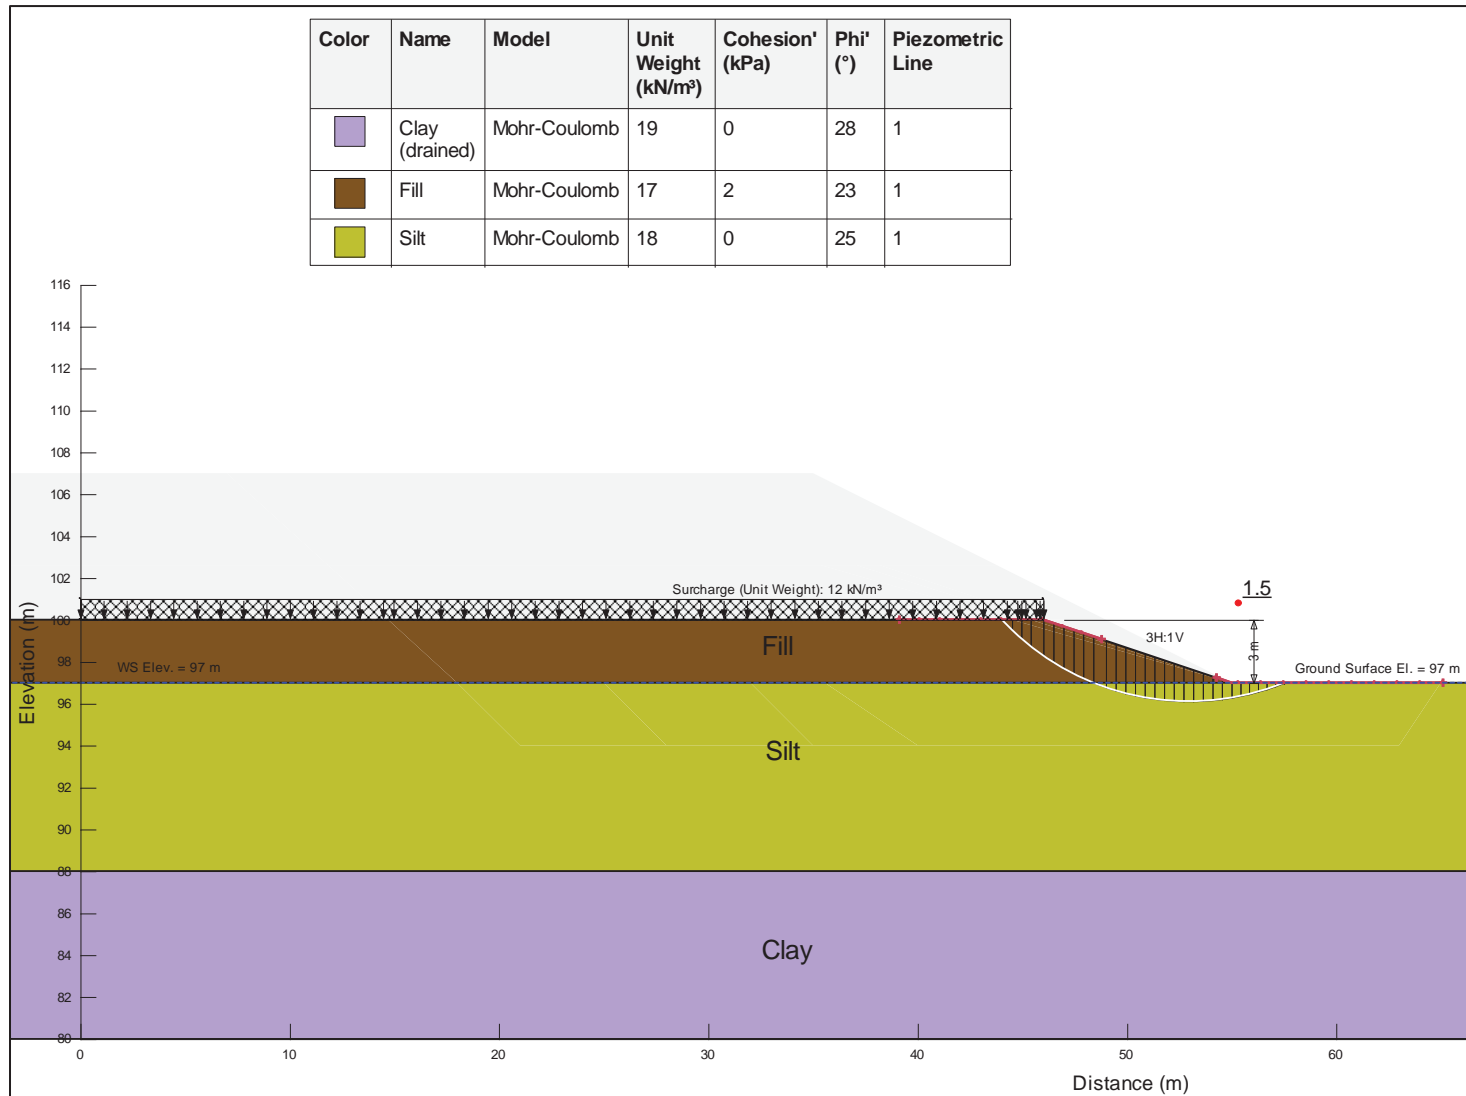 Color Name Model Unit Weight (kN/m³) Cohesion' (kPa) Phi' (°) Piezometric Line
Clay (drained) Mohr-Coulomb 19 0 28 1
Fill Mohr-Coulomb 17 2 23 1
Silt Mohr-Coulomb 18 0 25 1
116
114
112
110
108
106
104
102
100
98
96
94
92
90
88
86
84
82
80
Elevation (m)
Surcharge (Unit Weight): 12 kN/m³
1.5
Fill
3H:1V
3 m
WS Elev. = 97 m
Ground Surface El. = 97 m
Silt
Clay
0 10 20 30 40 50 60
Distance (m)